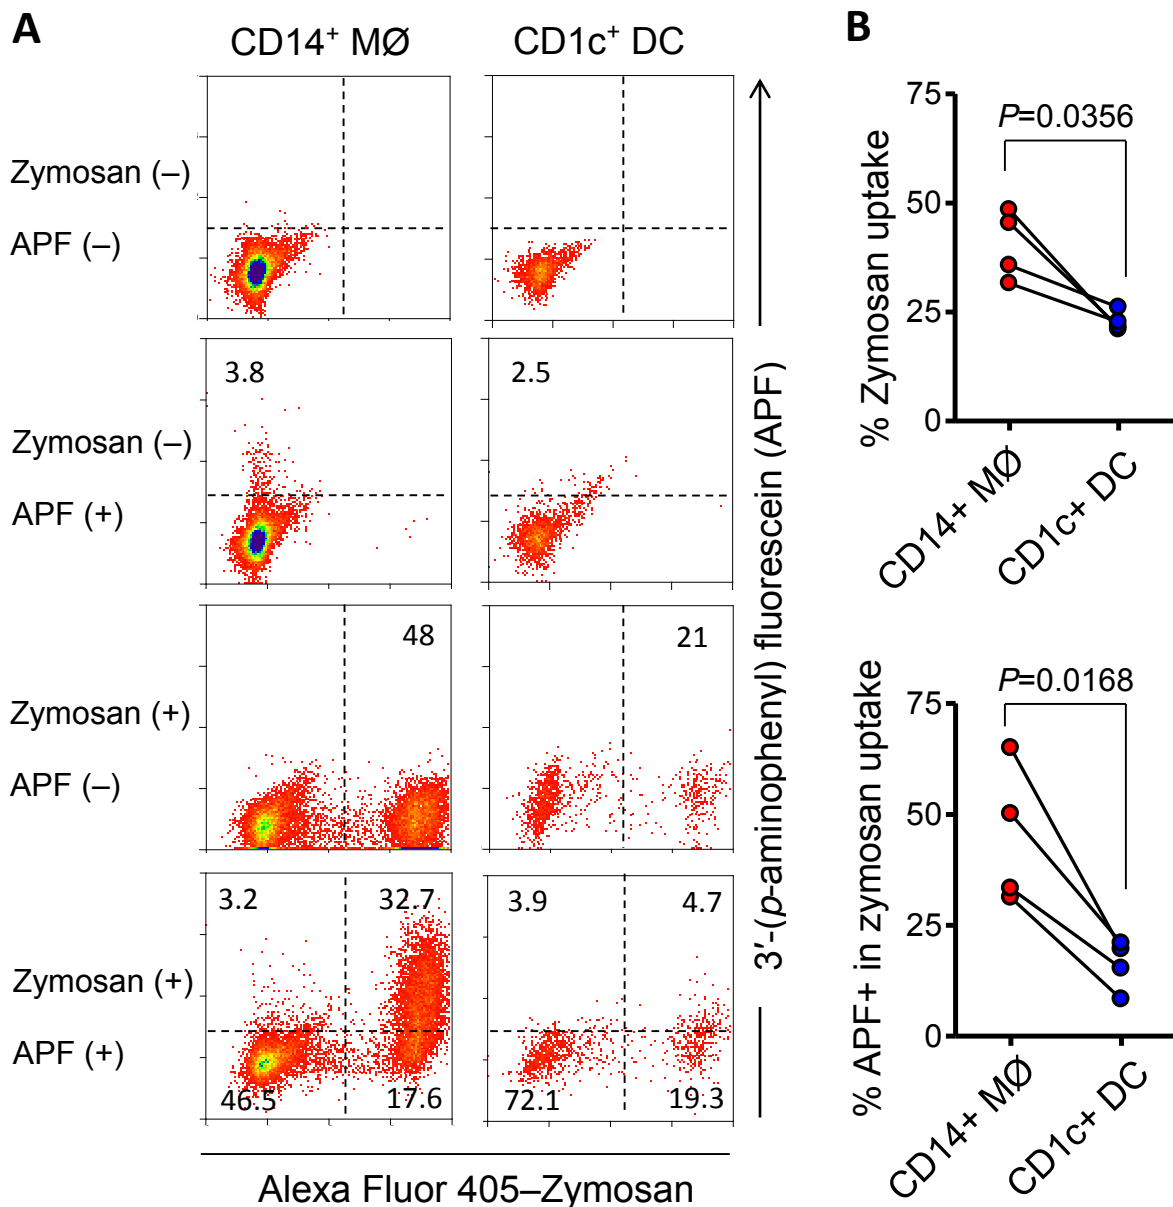 A
CD14⁺ MØ
CD1c⁺ DC
Zymosan (–)
APF (–)
Zymosan (–)
APF (+)
3.8
2.5
Zymosan (+)
APF (–)
48
21
Zymosan (+)
APF (+)
3.2
32.7
46.5
17.6
3.9
4.7
72.1
19.3
3′-(p-aminophenyl) fluorescein (APF)
Alexa Fluor 405–Zymosan
B
% Zymosan uptake
75
50
25
0
P=0.0356
CD14+ MØ
CD1c+ DC
% APF+ in zymosan uptake
75
50
25
0
P=0.0168
CD14+ MØ
CD1c+ DC